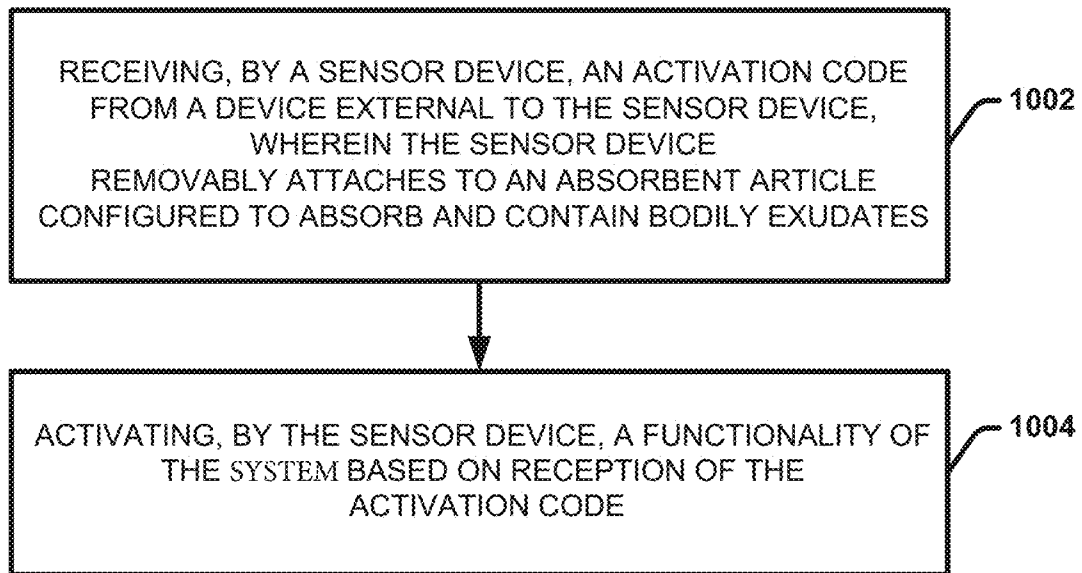 RECEIVING, BY A SENSOR DEVICE, AN ACTIVATION CODE
FROM A DEVICE EXTERNAL TO THE SENSOR DEVICE,
WHEREIN THE SENSOR DEVICE
REMOVABLY ATTACHES TO AN ABSORBENT ARTICLE
CONFIGURED TO ABSORB AND CONTAIN BODILY EXUDATES
1002
ACTIVATING, BY THE SENSOR DEVICE, A FUNCTIONALITY OF
THE SYSTEM BASED ON RECEPTION OF THE
ACTIVATION CODE
1004